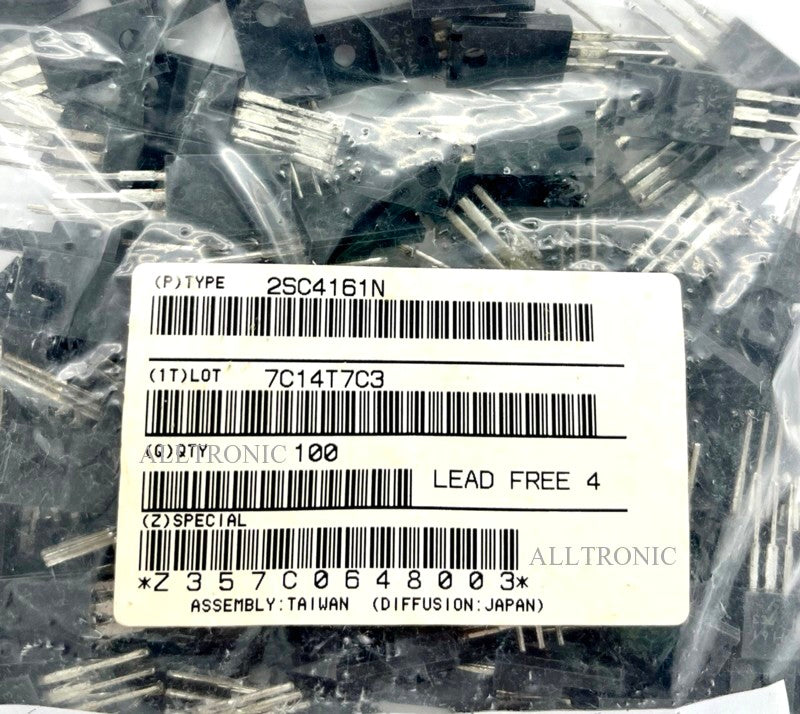 (P)TYPE 2SC4161N
(1T)LOT 7C14T7C3
(Q)QTY 100
ALLTRONIC
LEAD FREE 4
(Z)SPECIAL
ALLTRONIC
*Z357C0648003*
ASSEMBLY:TAIWAN (DIFFUSION:JAPAN)